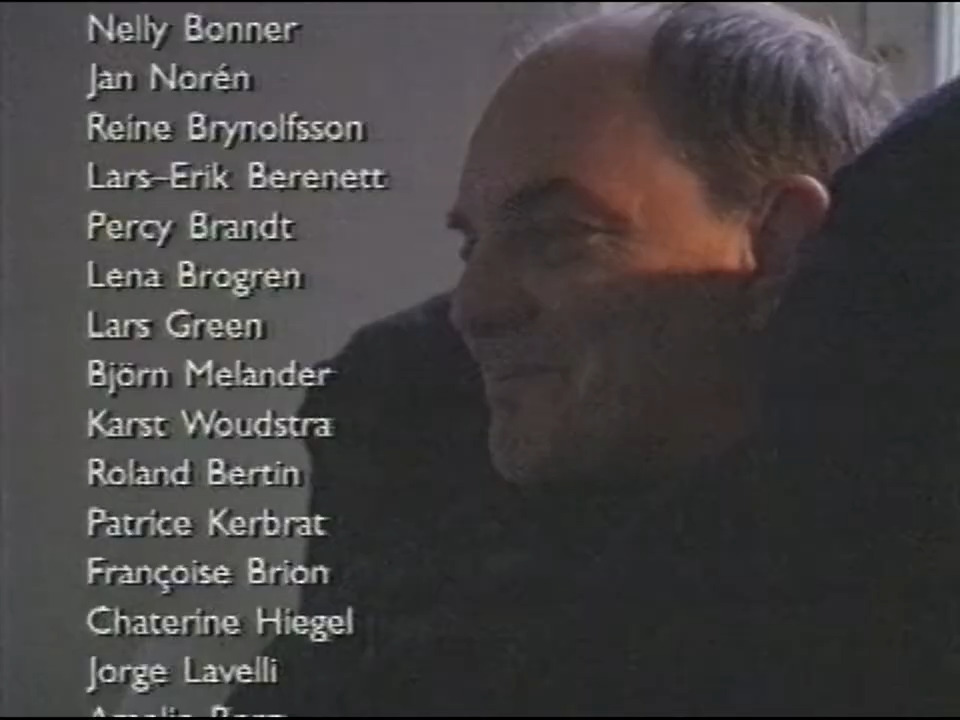 Nelly Bonner
Jan Norén
Reine Brynolfsson
Lars-Erik Berenett
Percy Brandt
Lena Brogren
Lars Green
Björn Melander
Karst Woudstra
Roland Bertin
Patrice Kerbrat
Françoise Brion
Chaterine Hiegel
Jorge Lavelli